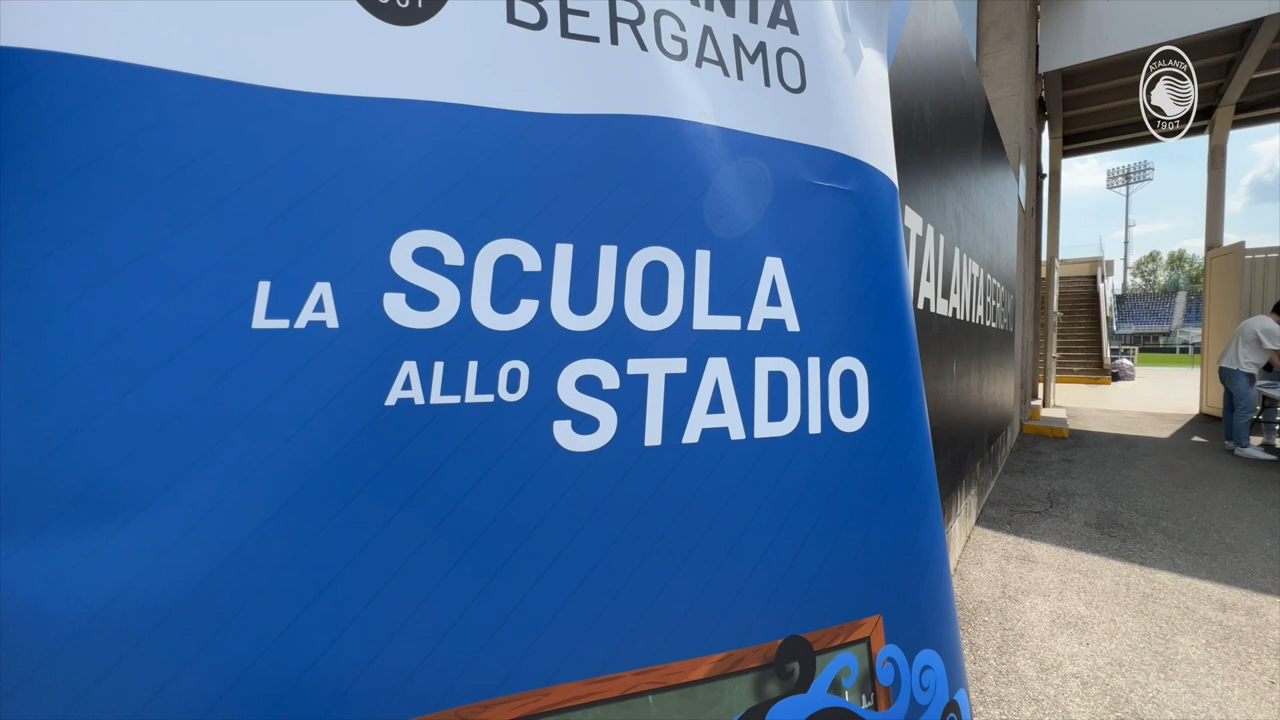 BERGAMO
LA SCUOLA
ALLO STADIO
ATALANTA BERGAMO
ATALANTA
1907